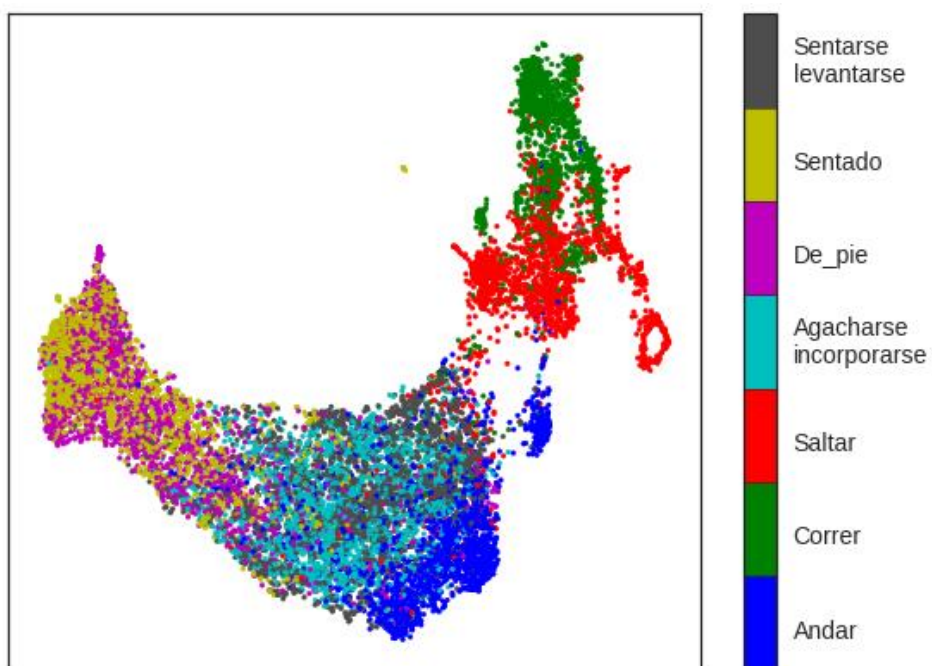 Sentarse
levantarse
Sentado
De_pie
Agacharse
incorporarse
Saltar
Correr
Andar